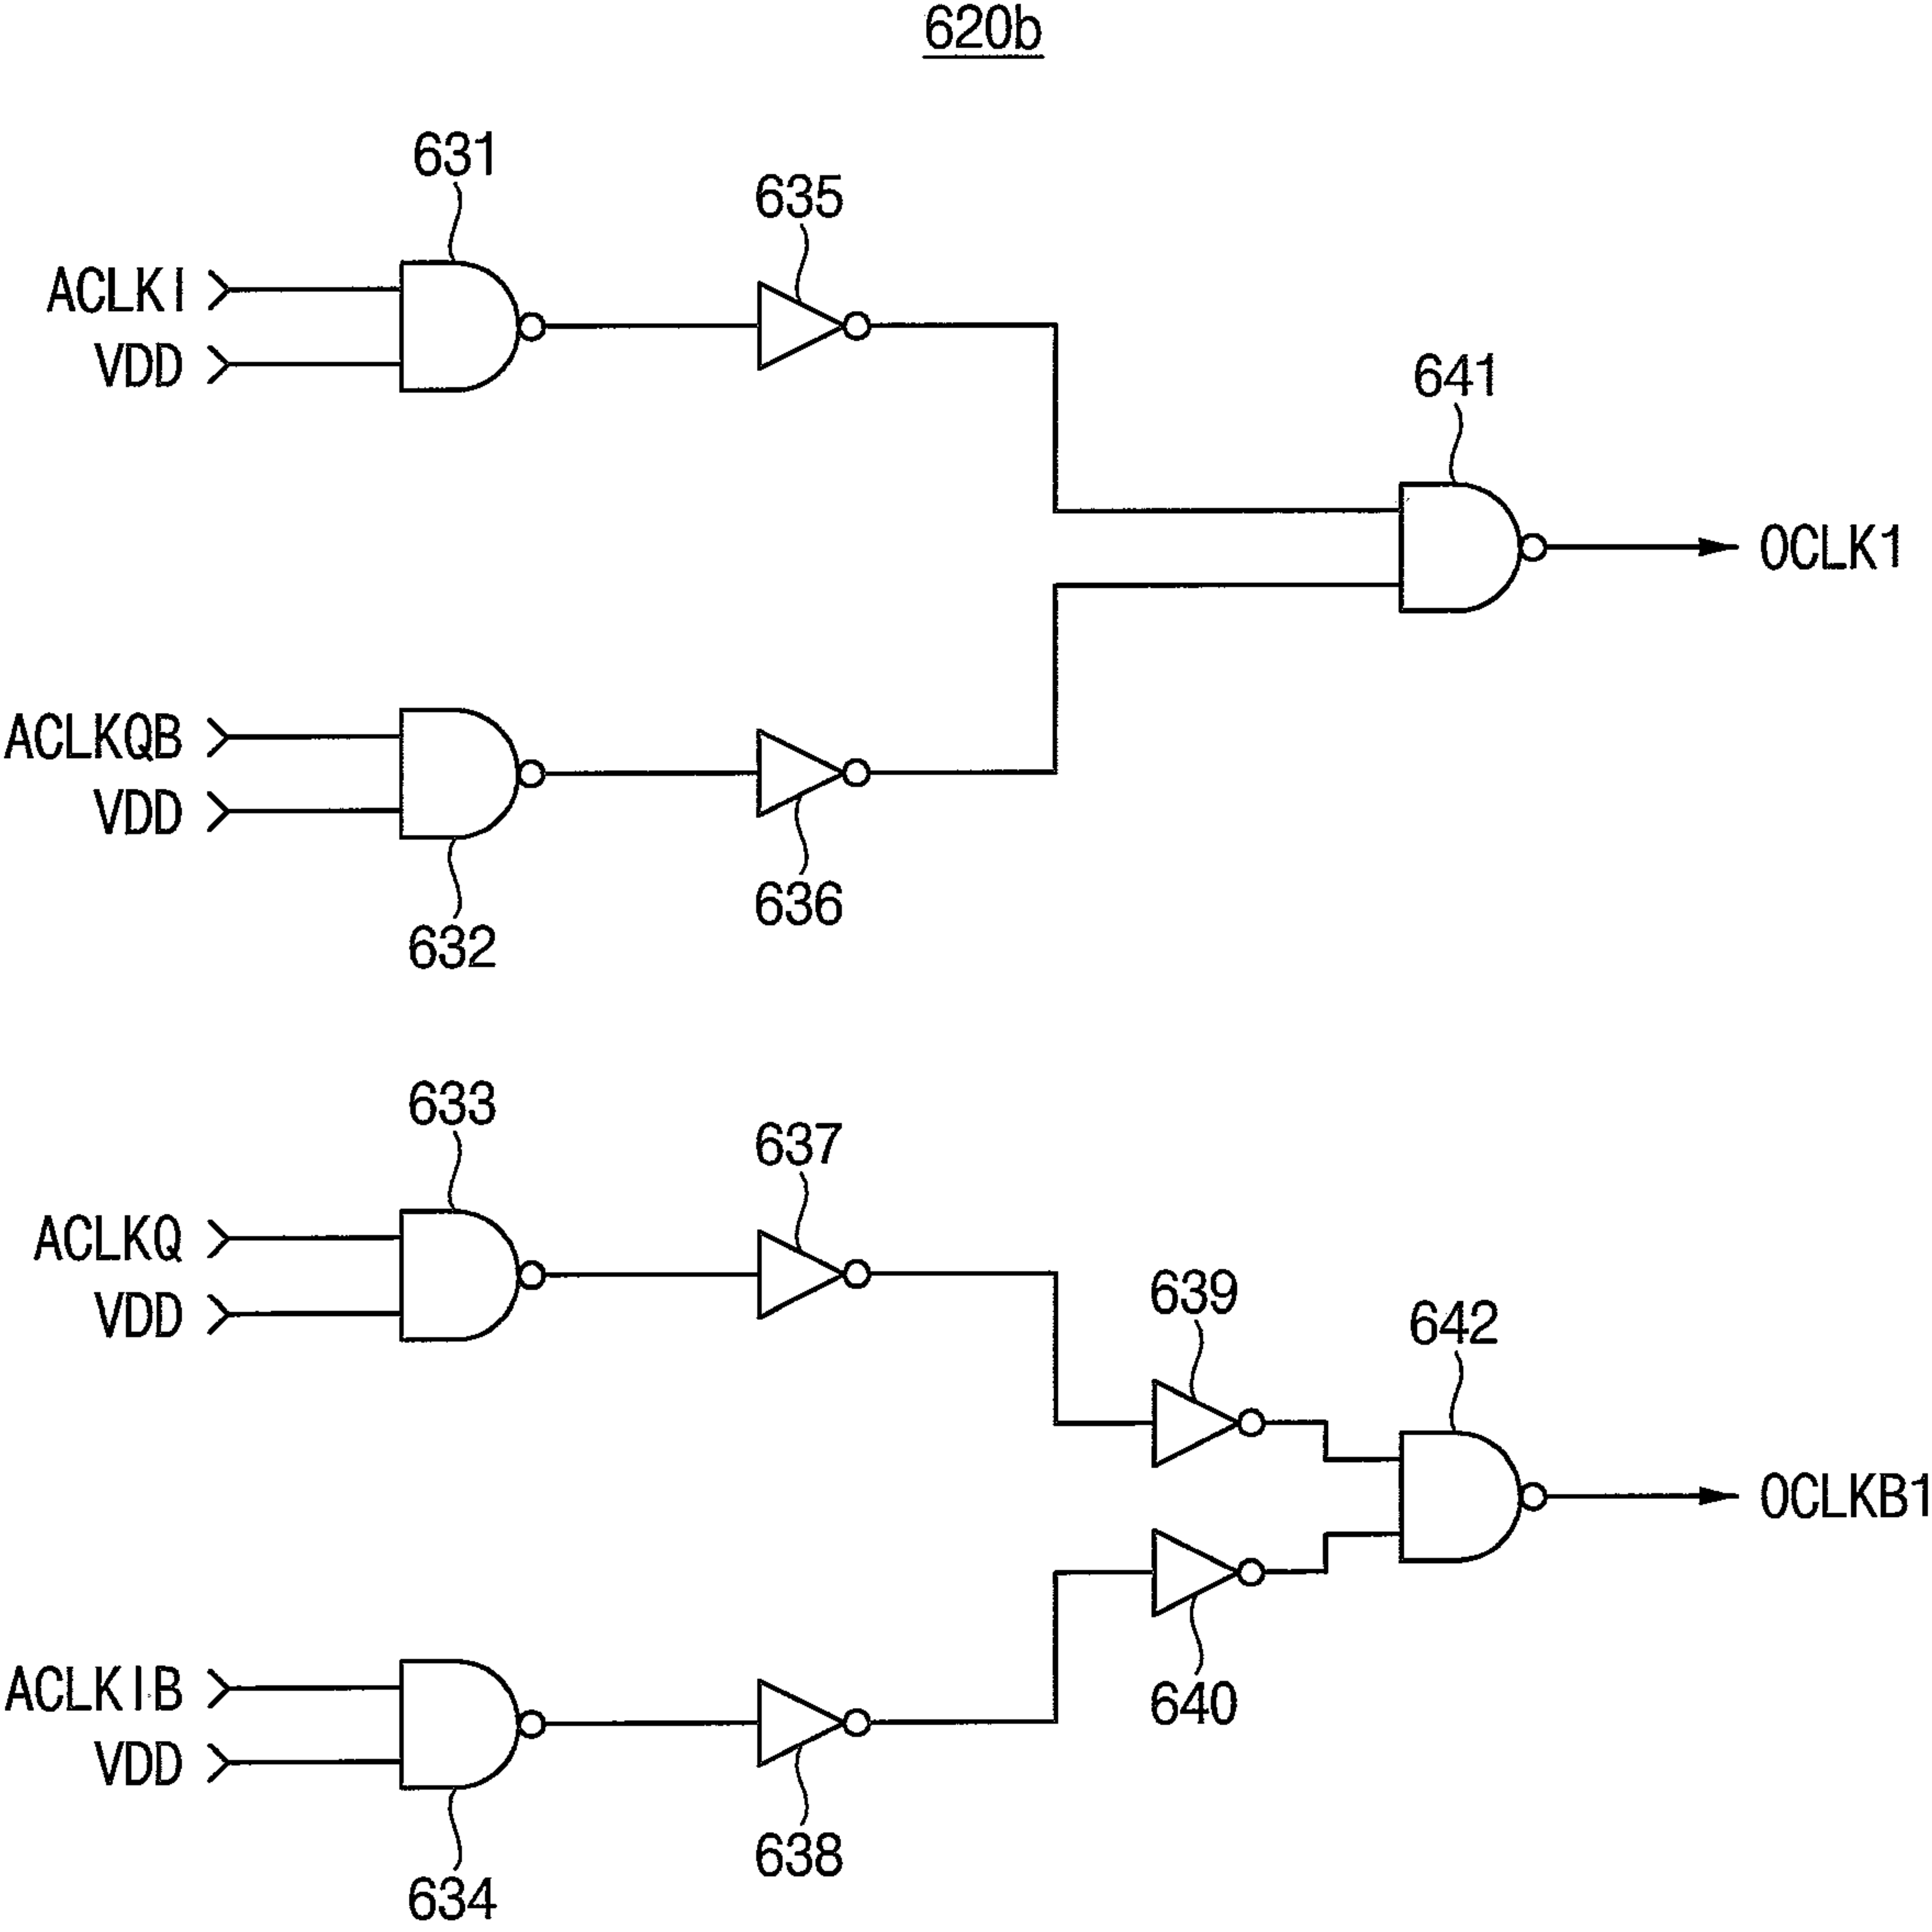 620b
631
635
ACLKI
VDD
641
OCLK1
ACLKQB
VDD
636
632
633
637
ACLKQ
VDD
639
642
OCLKB1
ACLKIB
VDD
640
638
634